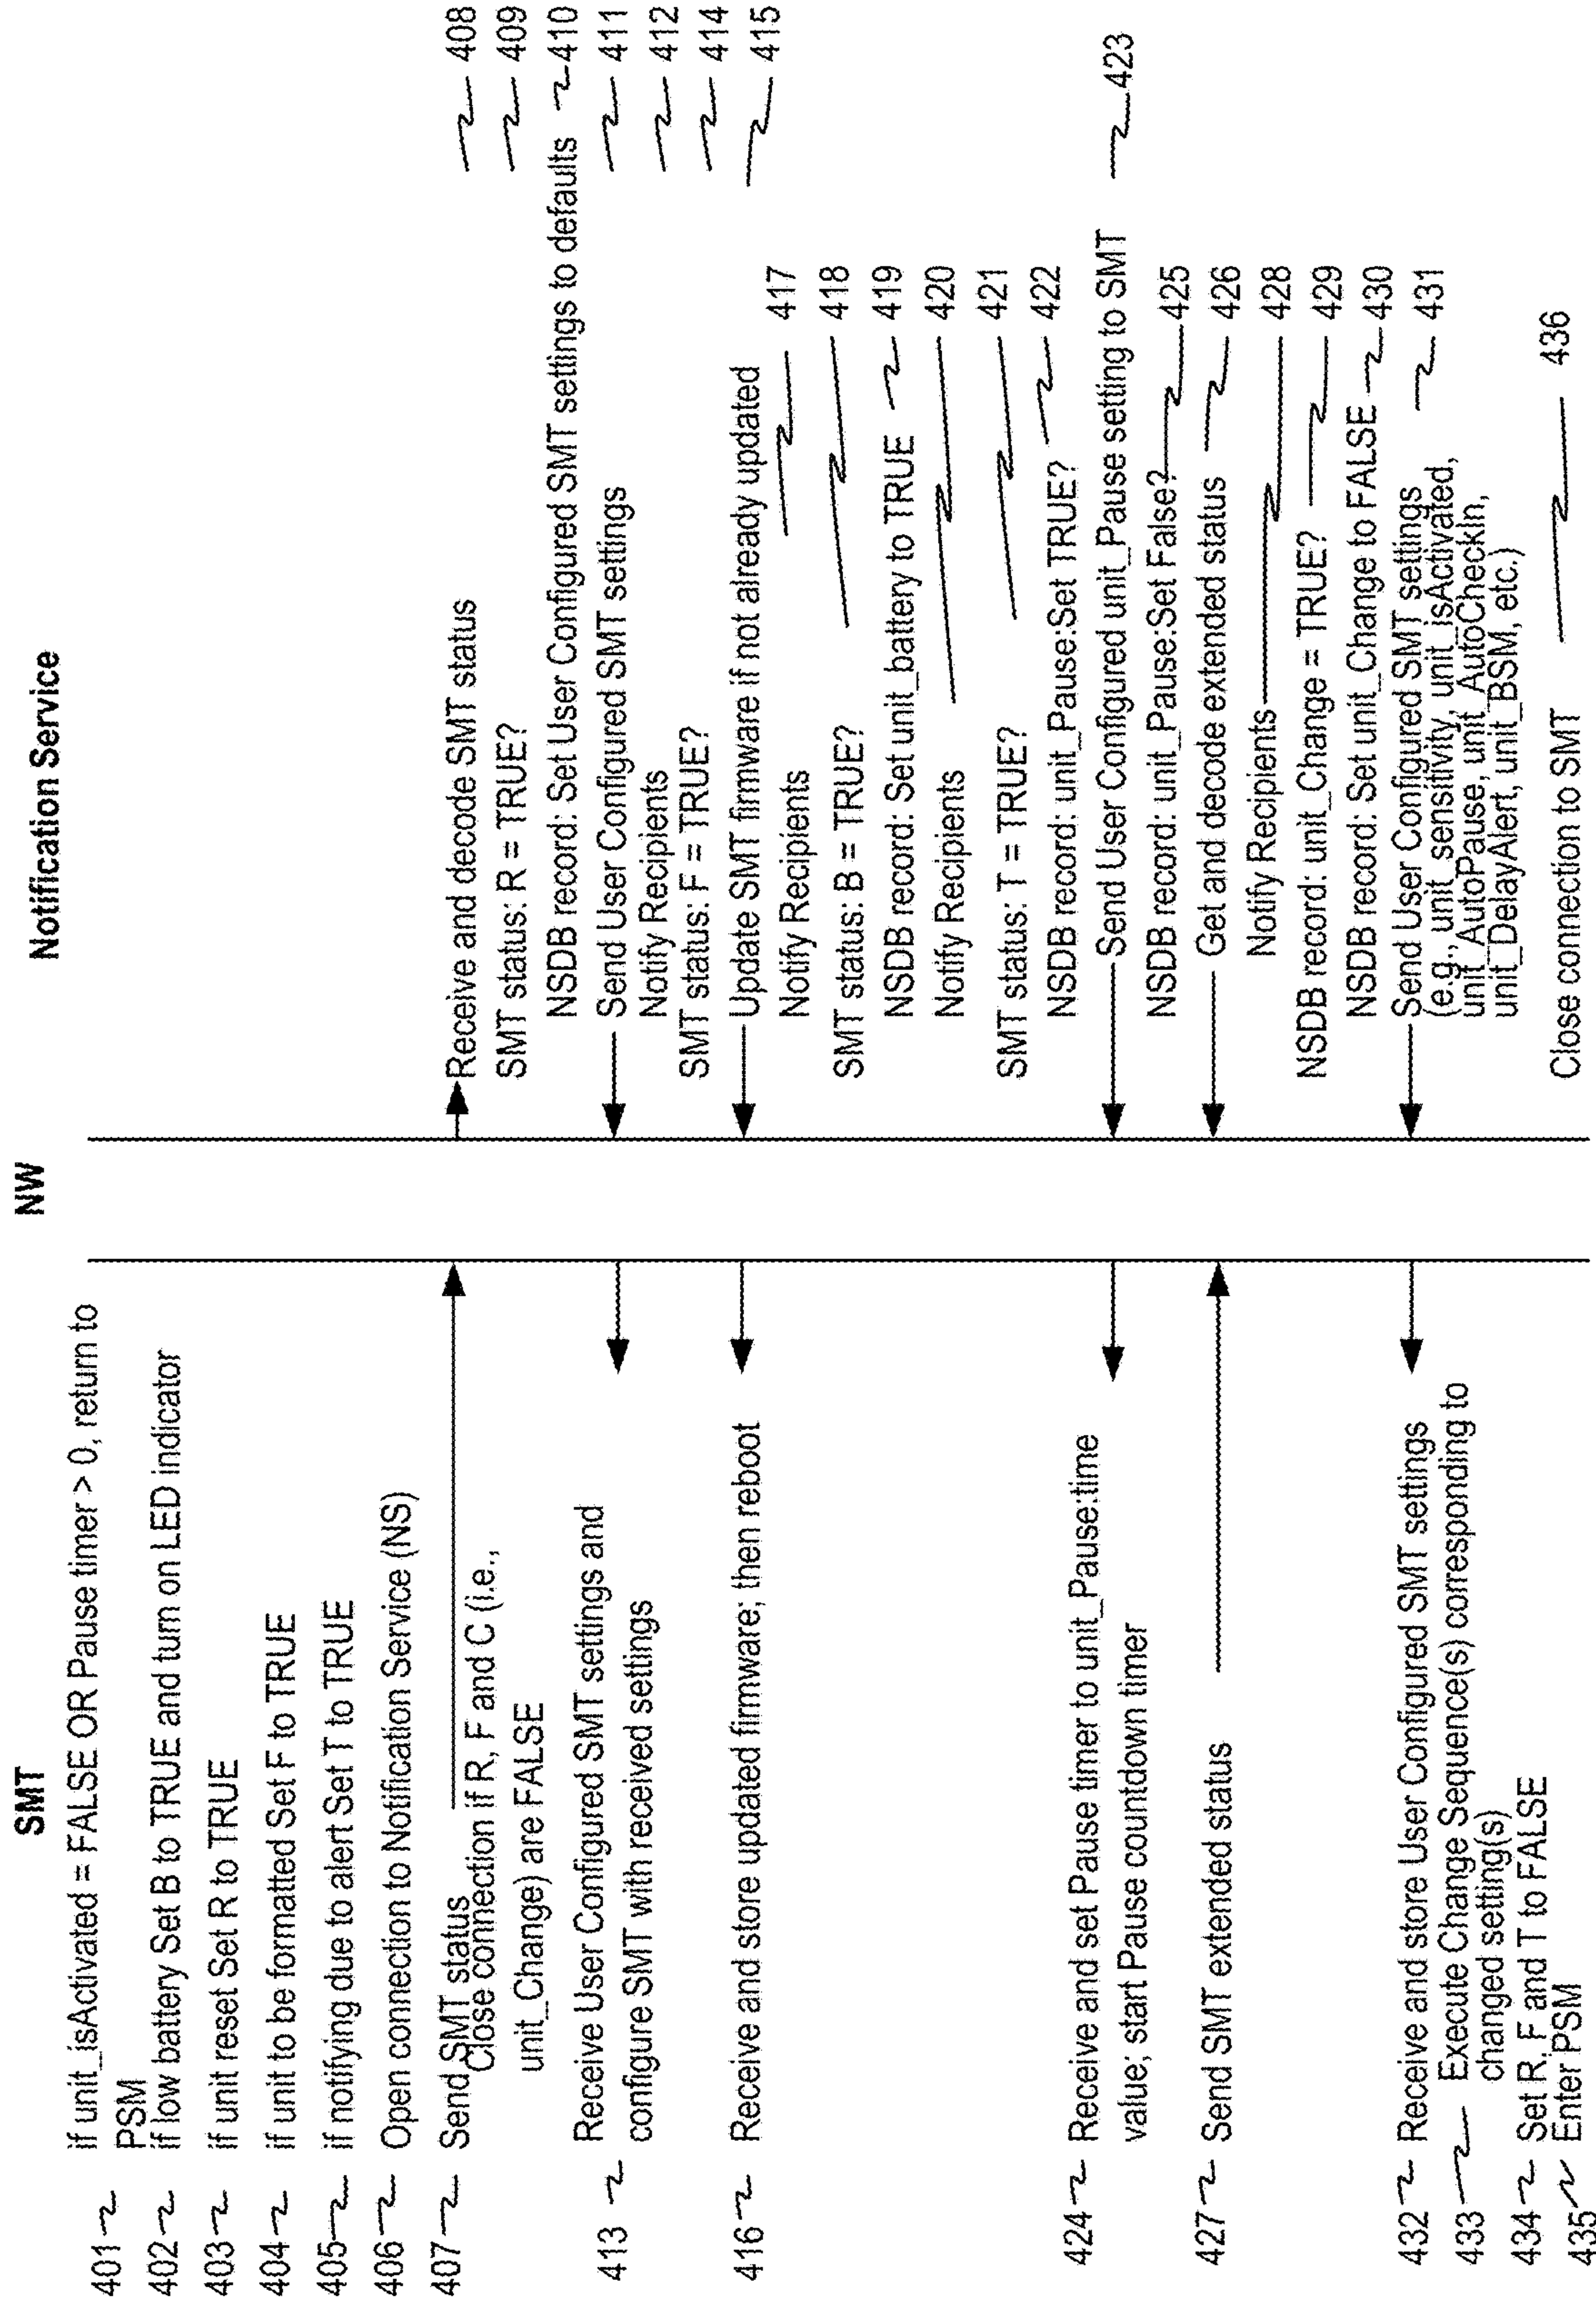 SMT
NW
Notification Service
401 if unit_isActivated = FALSE OR Pause timer > 0, return to
PSM
402 if low battery Set B to TRUE and turn on LED indicator
403 if unit reset Set R to TRUE
404 if unit to be formatted Set F to TRUE
405 if notifying due to alert Set T to TRUE
406 Open connection to Notification Service (NS)
407 Send SMT status
Close connection if R, F and C (i.e.,
unit_Change) are FALSE
Receive and decode SMT status 408
SMT status: R = TRUE? 409
NSDB record: Set User Configured SMT settings to defaults 410
Send User Configured SMT settings 411
Notify Recipients 412
413 Receive User Configured SMT settings and
configure SMT with received settings
SMT status: F = TRUE? 414
Update SMT firmware if not already updated 415
416 Receive and store updated firmware; then reboot
Notify Recipients 417
SMT status: B = TRUE? 418
NSDB record: Set unit_battery to TRUE 419
Notify Recipients 420
SMT status: T = TRUE? 421
NSDB record: unit_Pause:Set TRUE? 422
Send User Configured unit_Pause setting to SMT 423
424 Receive and set Pause timer to unit_Pause:time
value; start Pause countdown timer
NSDB record: unit_Pause:Set False? 425
Get and decode extended status 426
427 Send SMT extended status
Notify Recipients 428
NSDB record: unit_Change = TRUE? 429
NSDB record: Set unit_Change to FALSE 430
Send User Configured SMT settings 431
(e.g., unit_sensitivity, unit_isActivated,
unit_AutoPause, unit_AutoCheckIn,
unit_DelayAlert, unit_BSM, etc.)
432 Receive and store User Configured SMT settings
433 Execute Change Sequence(s) corresponding to
changed setting(s)
434 Set R, F and T to FALSE
435 Enter PSM
Close connection to SMT 436